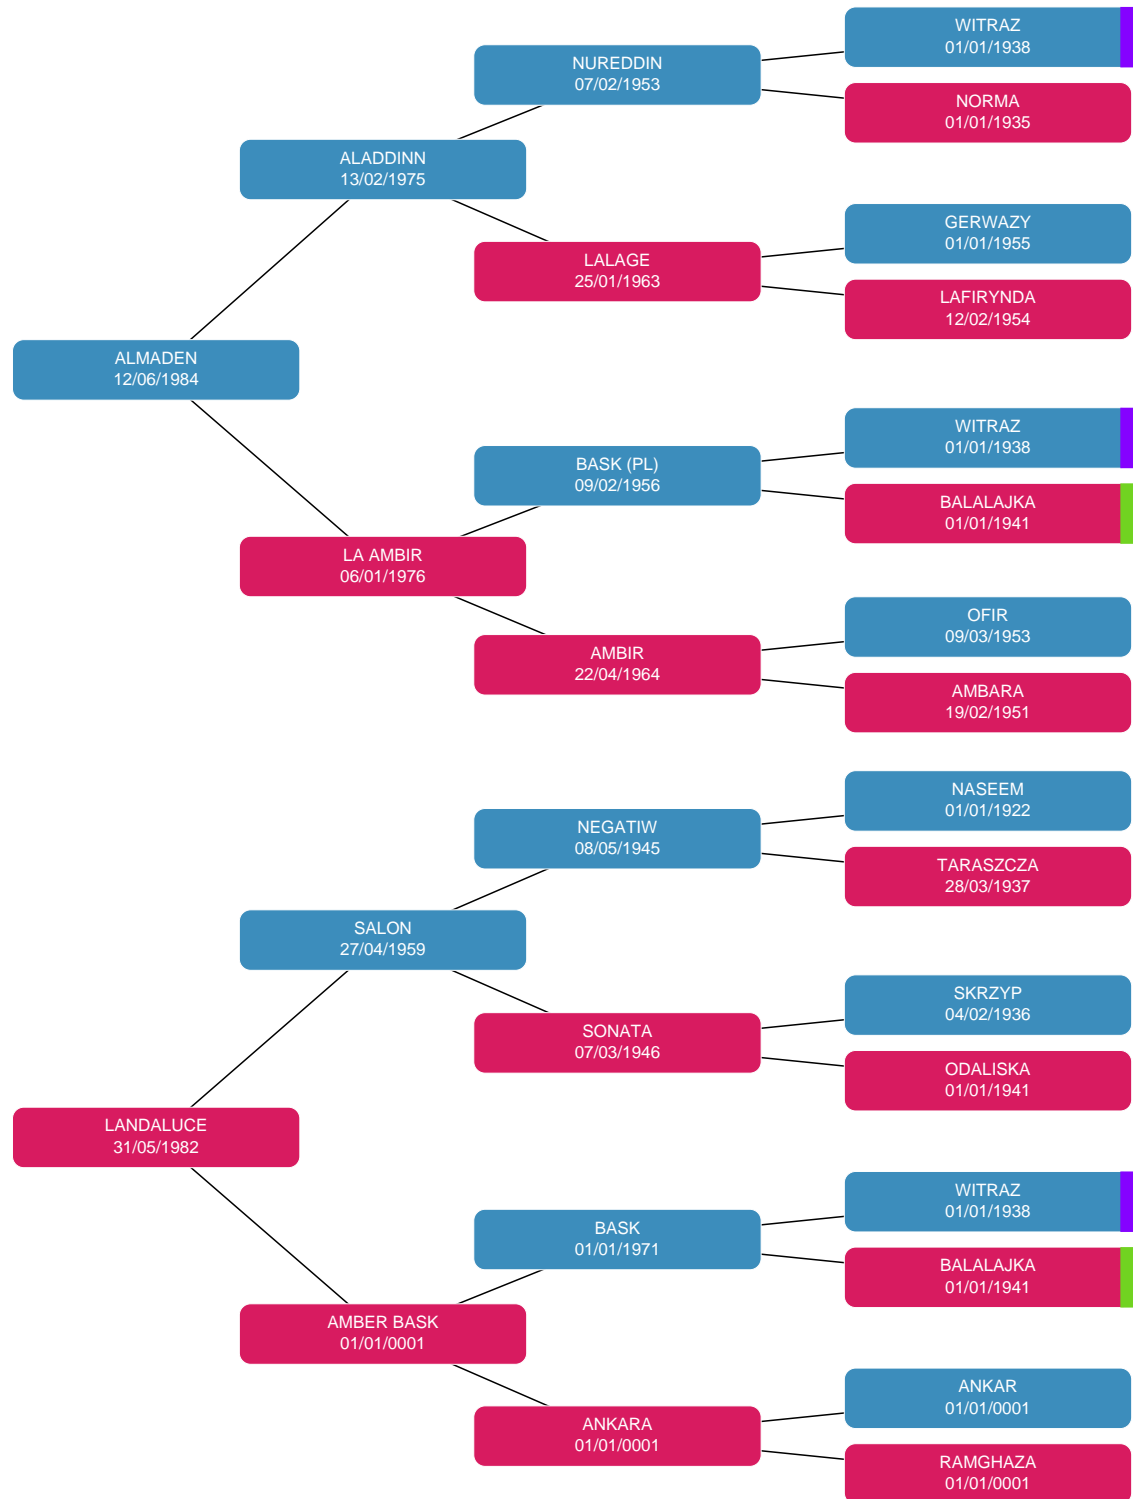 WITRAZ
01/01/1938
NUREDDIN
07/02/1953
NORMA
01/01/1935
ALADDINN
13/02/1975
GERWAZY
01/01/1955
LALAGE
25/01/1963
LAFIRYNDA
12/02/1954
ALMADEN
12/06/1984
WITRAZ
01/01/1938
BASK (PL)
09/02/1956
BALALAJKA
01/01/1941
LA AMBIR
06/01/1976
OFIR
09/03/1953
AMBIR
22/04/1964
AMBARA
19/02/1951
NASEEM
01/01/1922
NEGATIW
08/05/1945
TARASZCZA
28/03/1937
SALON
27/04/1959
SKRZYP
04/02/1936
SONATA
07/03/1946
ODALISKA
01/01/1941
LANDALUCE
31/05/1982
WITRAZ
01/01/1938
BASK
01/01/1971
BALALAJKA
01/01/1941
AMBER BASK
01/01/0001
ANKAR
01/01/0001
ANKARA
01/01/0001
RAMGHAZA
01/01/0001